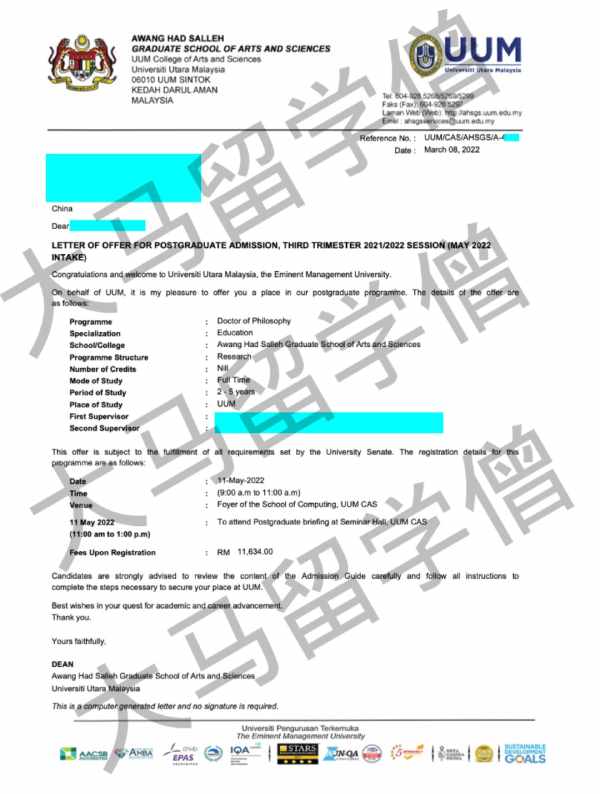 AWANG HAD SALLEH
GRADUATE SCHOOL OF ARTS AND SCIENCES
UUM College of Arts and Sciences
Universiti Utara Malaysia
06010 UUM SINTOK
KEDAH DARUL AMAN
MALAYSIA
UUM
Universiti Utara Malaysia
Tel: 604-928 5266/5269/5299
Faks (Fax): 604-928 5297
Laman Web (Web): http://ahsgs.uum.edu.my
Emel : ahsgsservices@uum.edu.my
Reference No. : UUM/CAS/AHSGS/A-
Date : March 08, 2022
China
Dear
LETTER OF OFFER FOR POSTGRADUATE ADMISSION, THIRD TRIMESTER 2021/2022 SESSION (MAY 2022
INTAKE)
Congratulations and welcome to Universiti Utara Malaysia, the Eminent Management University.
On behalf of UUM, it is my pleasure to offer you a place in our postgraduate programme. The details of the offer are
as follows:
Programme : Doctor of Philosophy
Specialization : Education
School/College : Awang Had Salleh Graduate School of Arts and Sciences
Programme Structure : Research
Number of Credits : Nill
Mode of Study : Full Time
Period of Study : 2 - 5 years
Place of Study : UUM
First Supervisor :
Second Supervisor :
This offer is subject to the fulfillment of all requirements set by the University Senate. The registration details for this
programme are as follows:
Date : 11-May-2022
Time : (9:00 a.m to 11:00 a.m)
Venue : Foyer of the School of Computing, UUM CAS
11 May 2022 : To attend Postgraduate briefing at Seminar Hall, UUM CAS
(11:00 am to 1:00 p.m)
Fees Upon Registration : RM 11,634.00
Candidates are strongly advised to review the content of the Admission Guide carefully and follow all instructions to
complete the steps necessary to secure your place at UUM.
Best wishes in your quest for academic and career advancement.
Thank you.
Yours faithfully,
DEAN
Awang Had Salleh Graduate School of Arts and Sciences
Universiti Utara Malaysia
This is a computer generated letter and no signature is required.
Universiti Pengurusan Terkemuka
The Eminent Management University
AACSB
AMBA
EFMD
EPAS
IQA
STARS
SUSTAINABLE
DEVELOPMENT
GOALS
大马留学僧
大马留学僧
大马留学僧